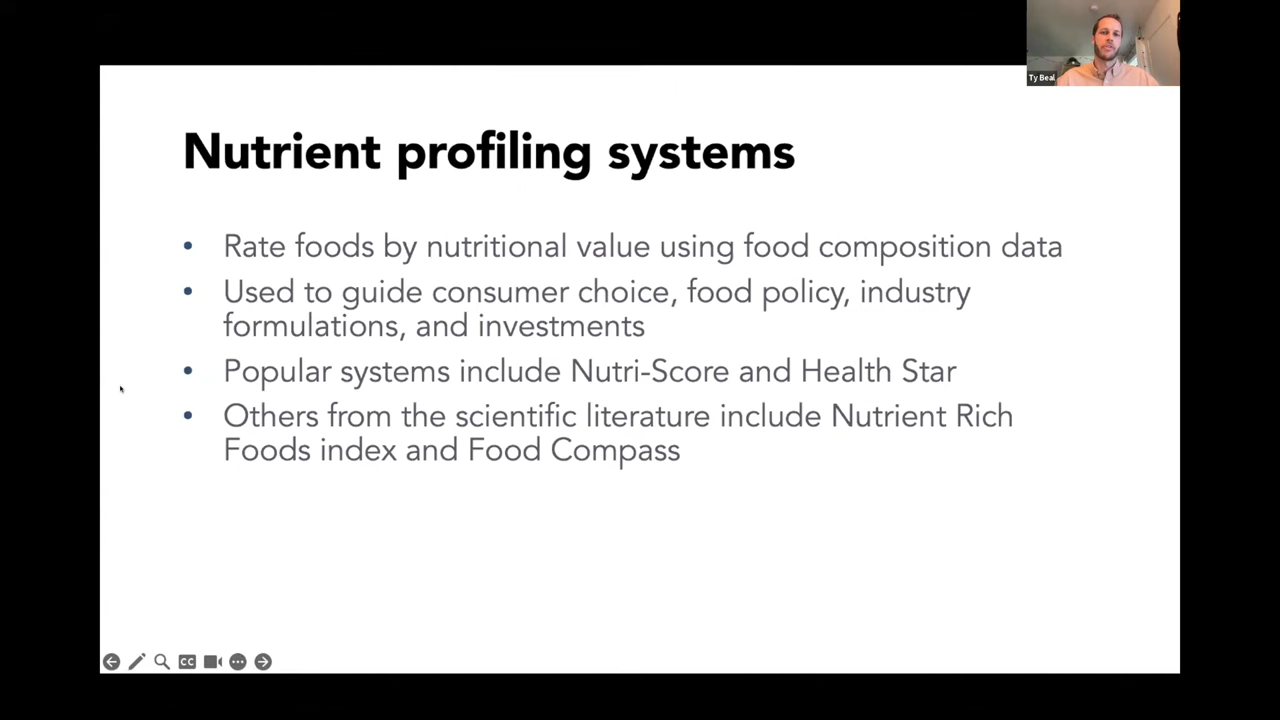 Ty Beal
Nutrient profiling systems
• Rate foods by nutritional value using food composition data
• Used to guide consumer choice, food policy, industry
formulations, and investments
• Popular systems include Nutri-Score and Health Star
• Others from the scientific literature include Nutrient Rich
Foods index and Food Compass
CC